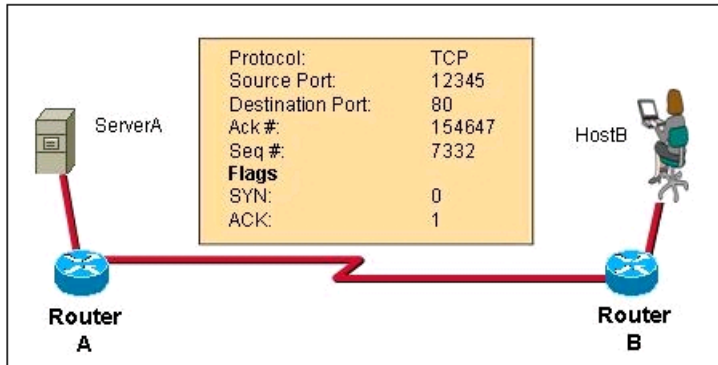 Protocol: TCP
Source Port: 12345
Destination Port: 80
Ack #: 154647
Seq #: 7332
Flags
SYN: 0
ACK: 1
ServerA
HostB
Router
A
Router
B